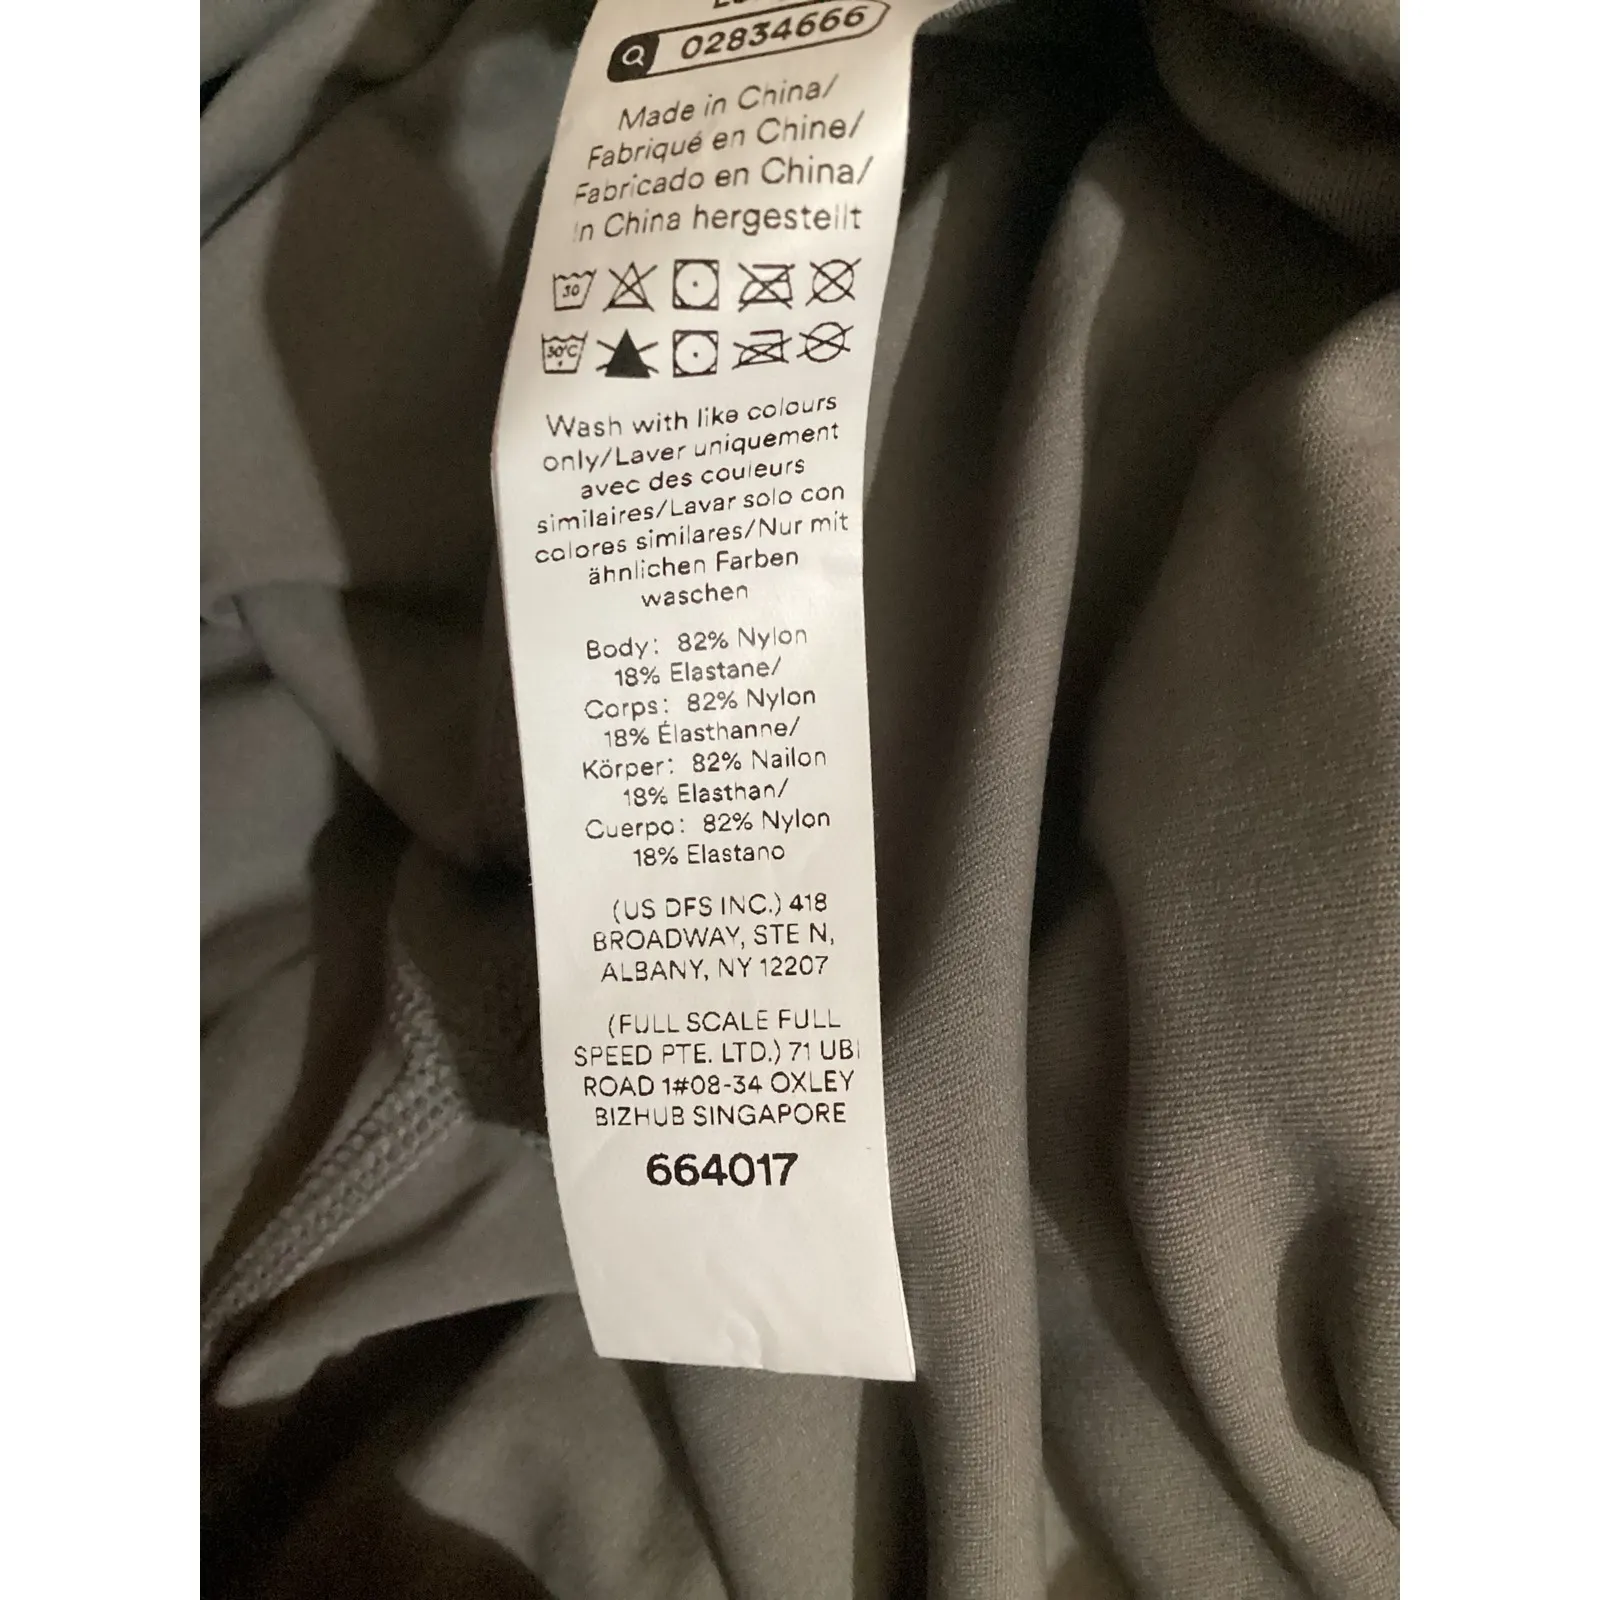 02834666
Made in China/
Fabriqué en Chine/
Fabricado en China/
In China hergestellt
30
30°C
Wash with like colours
only/Laver uniquement
avec des couleurs
similaires/Lavar solo con
colores similares/Nur mit
ähnlichen Farben
waschen
Body: 82% Nylon
18% Elastane/
Corps: 82% Nylon
18% Élasthanne/
Körper: 82% Nailon
18% Elasthan/
Cuerpo: 82% Nylon
18% Elastano
(US DFS INC.) 418
BROADWAY, STE N,
ALBANY, NY 12207
(FULL SCALE FULL
SPEED PTE. LTD.) 71 UBI
ROAD 1#08-34 OXLEY
BIZHUB SINGAPORE
664017